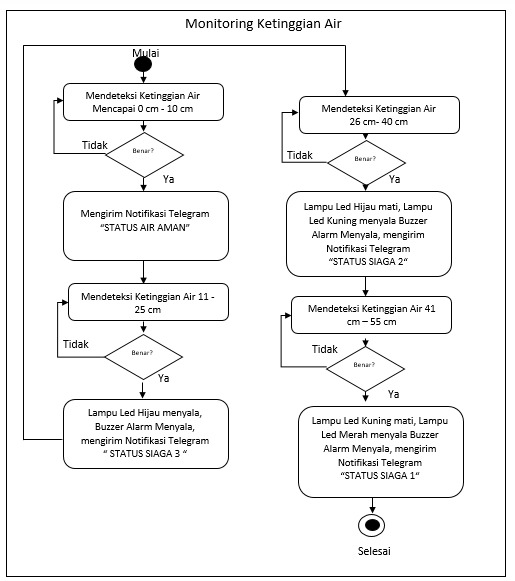 Monitoring Ketinggian Air
Mulai
Mendeteksi Ketinggian Air
Mencapai 0 cm - 10 cm
Benar?
Tidak
Ya
Mengirim Notifikasi Telegram
“STATUS AIR AMAN”
Mendeteksi Ketinggian Air 11 -
25 cm
Benar?
Tidak
Ya
Lampu Led Hijau menyala,
Buzzer Alarm Menyala,
mengirim Notifikasi Telegram
“ STATUS SIAGA 3 “
Mendeteksi Ketinggian Air
26 cm- 40 cm
Benar?
Tidak
Ya
Lampu Led Hijau mati, Lampu
Led Kuning menyala Buzzer
Alarm Menyala, mengirim
Notifikasi Telegram
“STATUS SIAGA 2“
Mendeteksi Ketinggian Air 41
cm – 55 cm
Benar?
Tidak
Ya
Lampu Led Kuning mati, Lampu
Led Merah menyala Buzzer
Alarm Menyala, mengirim
Notifikasi Telegram
“STATUS SIAGA 1“
Selesai